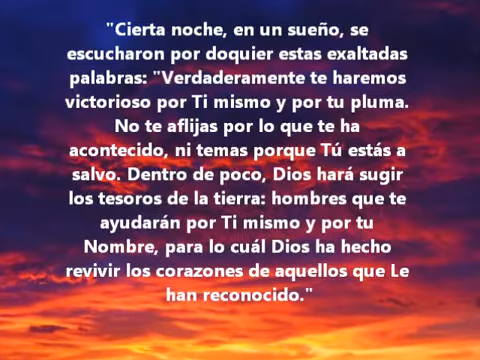 "Cierta noche, en un sueño, se
escucharon por doquier estas exaltadas
palabras: "Verdaderamente te haremos
victorioso por Ti mismo y por tu pluma.
No te aflijas por lo que te ha
acontecido, ni temas porque Tú estás a
salvo. Dentro de poco, Dios hará sugir
los tesoros de la tierra: hombres que te
ayudarán por Ti mismo y por tu
Nombre, para lo cuál Dios ha hecho
revivir los corazones de aquellos que Le
han reconocido."